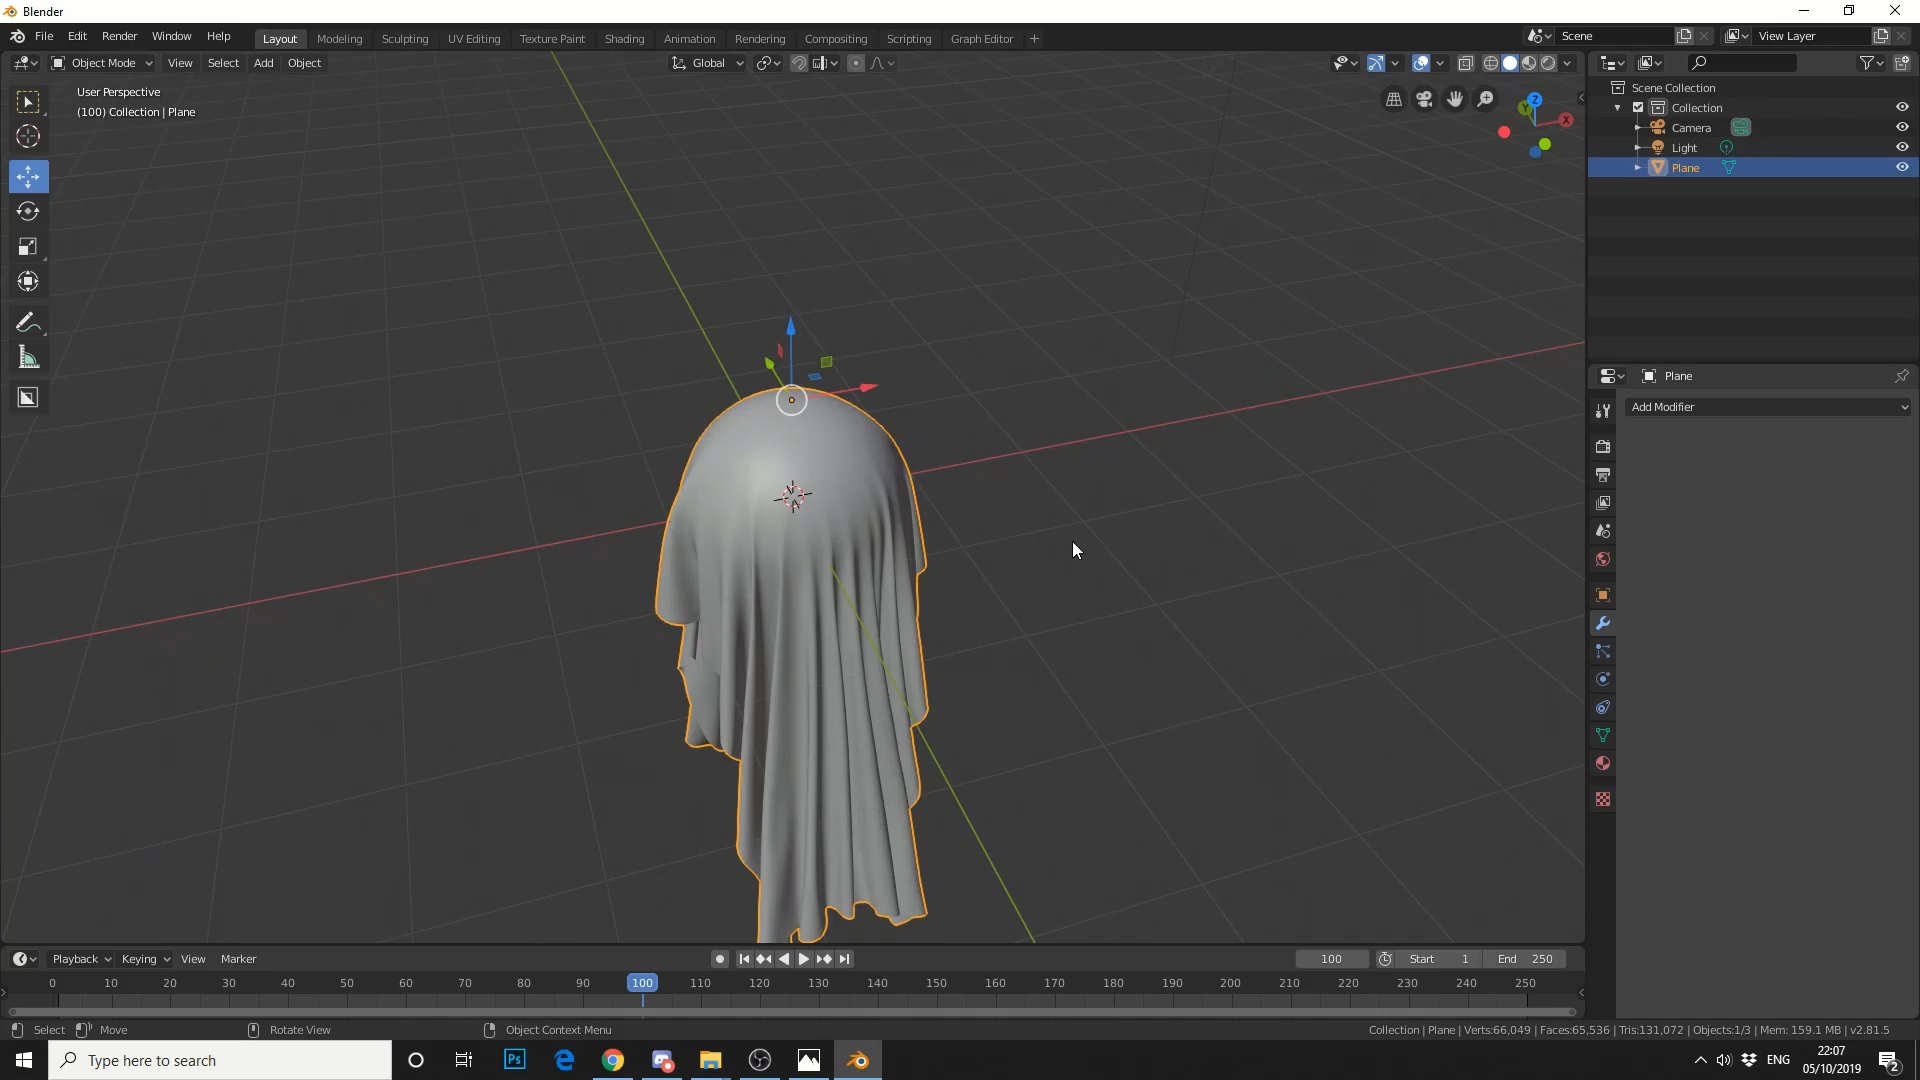 Blender
File Edit Render Window Help
Layout Modeling Sculpting UV Editing Texture Paint Shading Animation Rendering Compositing Scripting Graph Editor +
Scene
View Layer
Object Mode View Select Add Object
Global
User Perspective
(100) Collection | Plane
Z
X
Y
Scene Collection
Collection
Camera
Light
Plane
Plane
Add Modifier
Playback Keying View Marker
100
Start 1
End 250
0 10 20 30 40 50 60 70 80 90 100 110 120 130 140 150 160 170 180 190 200 210 220 230 240 250
Select Move Rotate View Object Context Menu
Collection | Plane | Verts:66,049 | Faces:65,536 | Tris:131,072 | Objects:1/3 | Mem: 159.1 MB | v2.81.5
Type here to search
Ps
ENG
22:07
05/10/2019
2